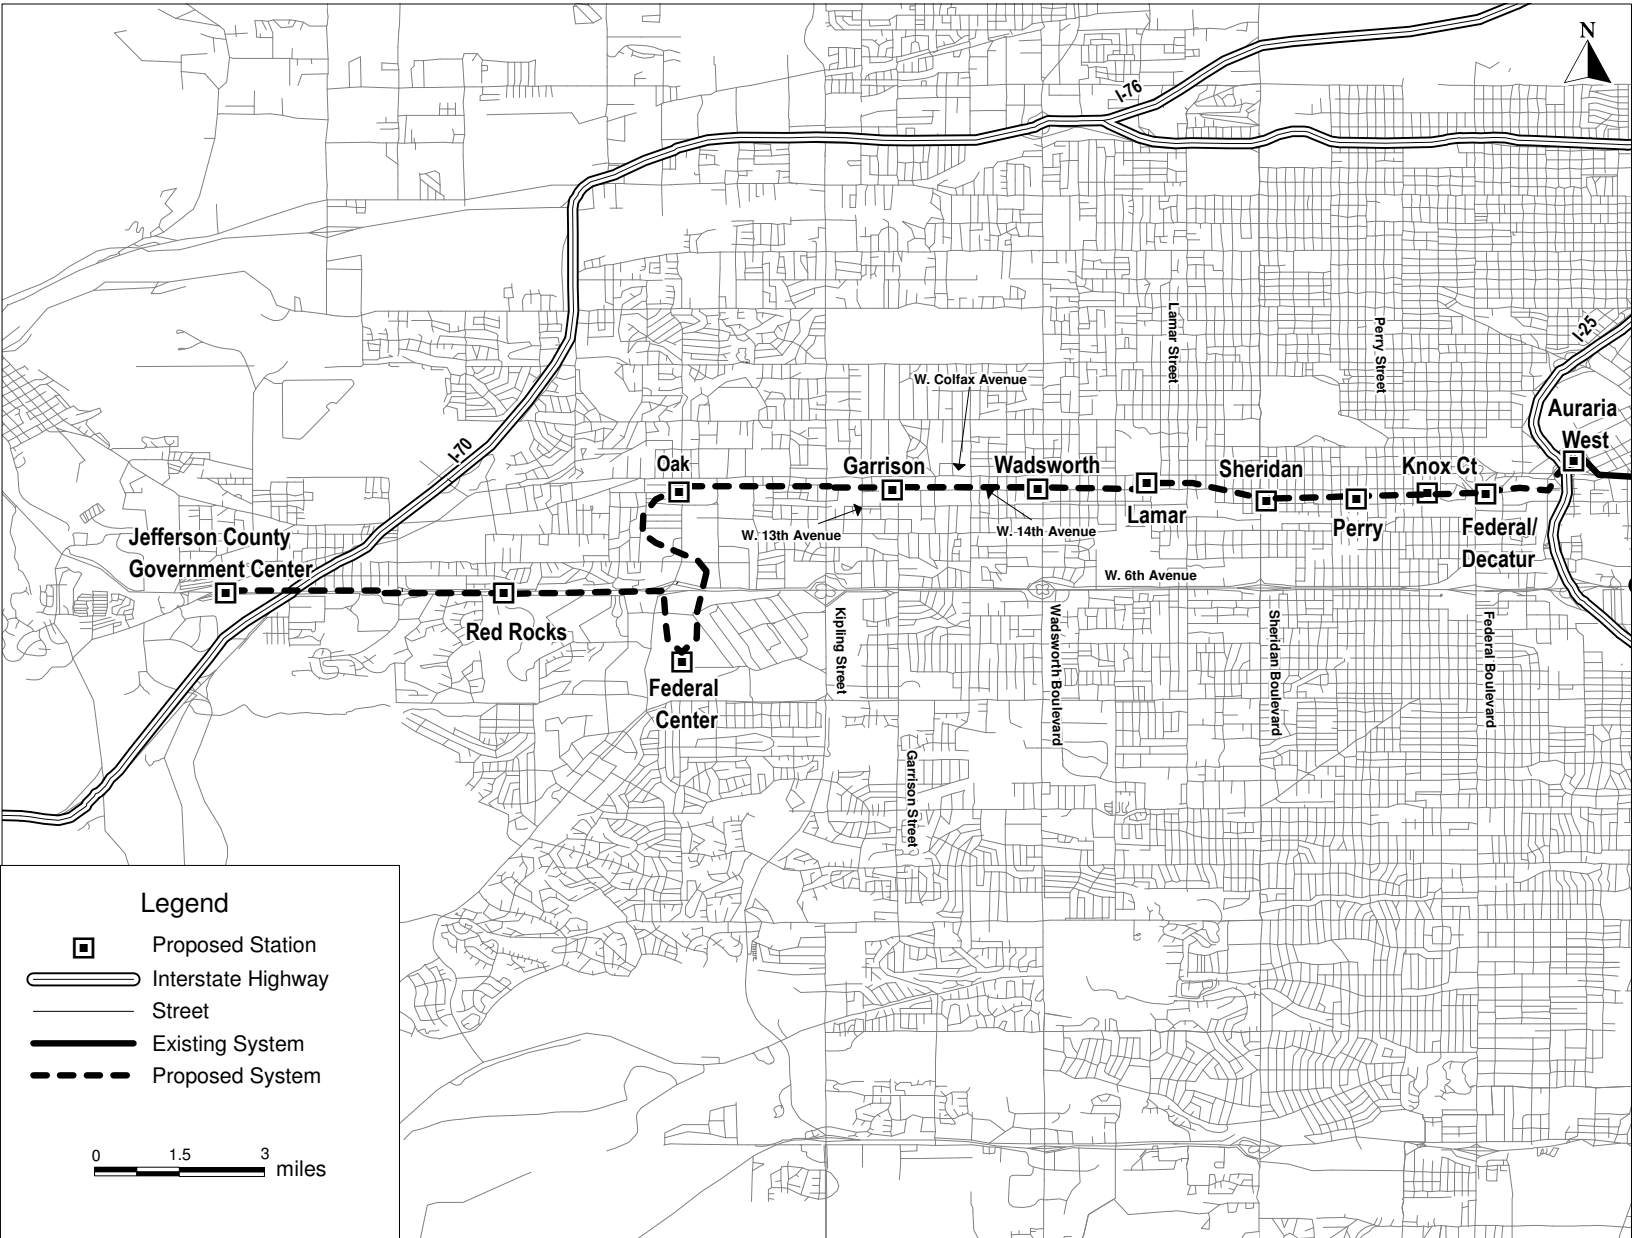 N
I-76
I-25
Lamar Street
Perry Street
W. Colfax Avenue
Auraria
West
I-70
Oak
Garrison
Wadsworth
Sheridan
Knox Ct
Lamar
Perry
Federal/
Decatur
W. 13th Avenue
W. 14th Avenue
Jefferson County
Government Center
W. 6th Avenue
Red Rocks
Federal
Center
Kipling Street
Wadsworth Boulevard
Sheridan Boulevard
Federal Boulevard
Garrison Street
Legend
Proposed Station
Interstate Highway
Street
Existing System
Proposed System
0 1.5 3
miles